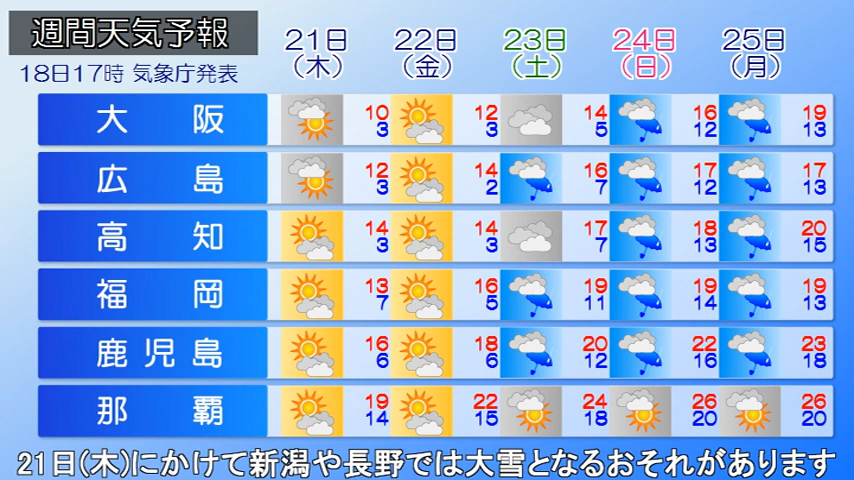 週間天気予報
18日17時 気象庁発表
21日 22日 23日 24日 25日
(木) (金) (土) (日) (月)
大阪 10 3 12 3 14 5 16 12 19 13
広島 12 3 14 2 16 7 17 12 17 13
高知 14 3 14 3 17 7 18 13 20 15
福岡 13 7 16 5 19 11 19 14 19 13
鹿児島 16 6 18 6 20 12 22 16 23 18
那覇 19 14 22 15 24 18 26 20 26 20
21日(木)にかけて新潟や長野では大雪となるおそれがあります